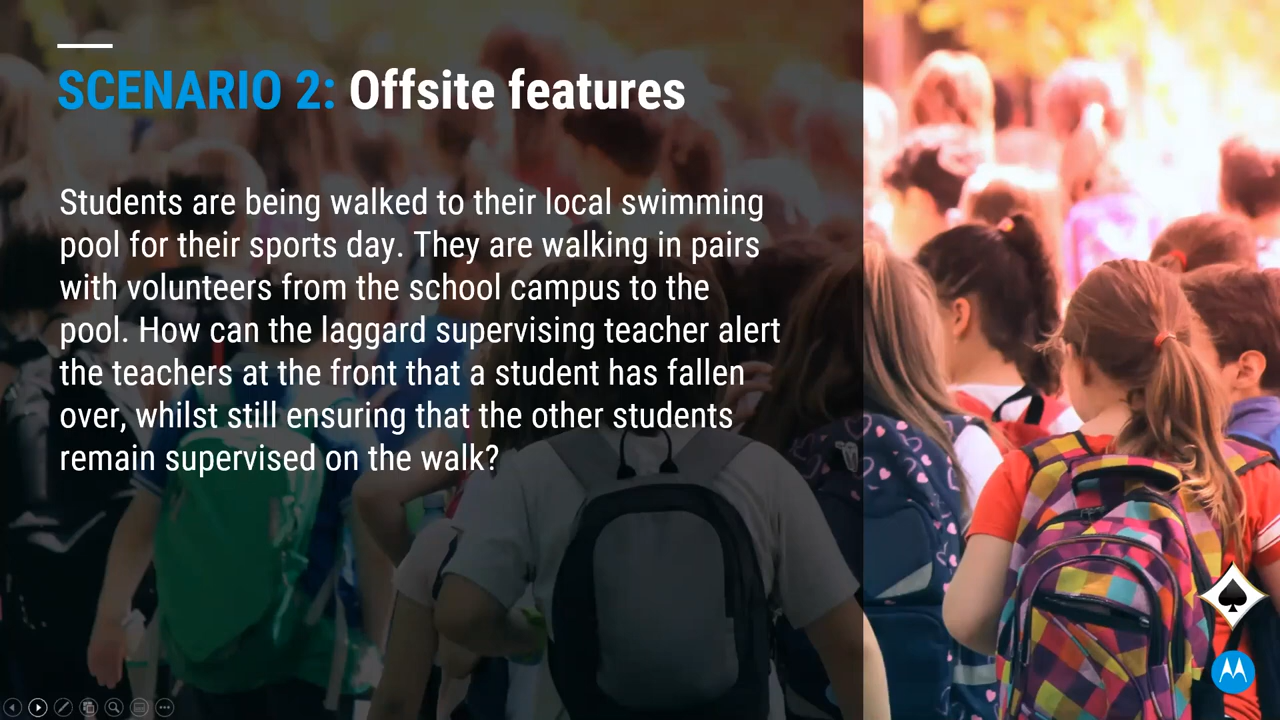 SCENARIO 2: Offsite features
Students are being walked to their local swimming
pool for their sports day. They are walking in pairs
with volunteers from the school campus to the
pool. How can the laggard supervising teacher alert
the teachers at the front that a student has fallen
over, whilst still ensuring that the other students
remain supervised on the walk?